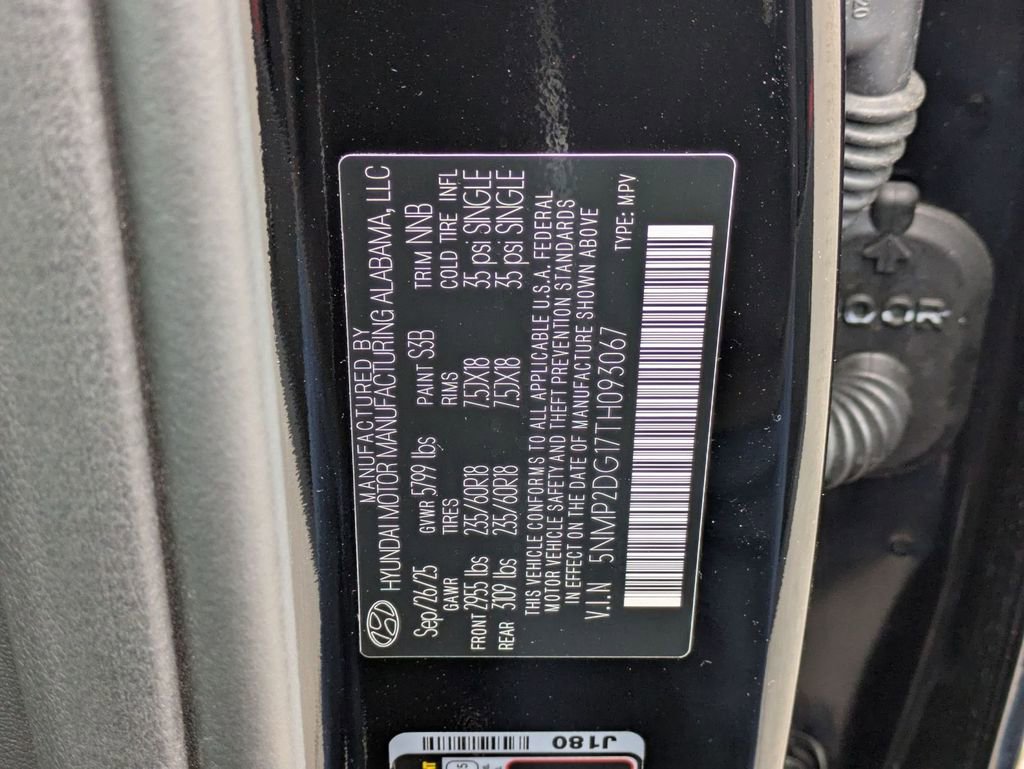 MANUFACTURED BY
HYUNDAI MOTOR MANUFACTURING ALABAMA, LLC
Sep/26/25 GVWR 5799 lbs PAINT S3B TRIM NNB
GAWR TIRES RIMS COLD TIRE INFL
FRONT 2955 lbs 235/60R18 7.5JX18 35 psi SINGLE
REAR 3109 lbs 235/60R18 7.5JX18 35 psi SINGLE
THIS VEHICLE CONFORMS TO ALL APPLICABLE U.S.A. FEDERAL
MOTOR VEHICLE SAFETY AND THEFT PREVENTION STANDARDS
IN EFFECT ON THE DATE OF MANUFACTURE SHOWN ABOVE
V.I.N 5NMP2DG17TH093067 TYPE: MPV
J180
DOOR